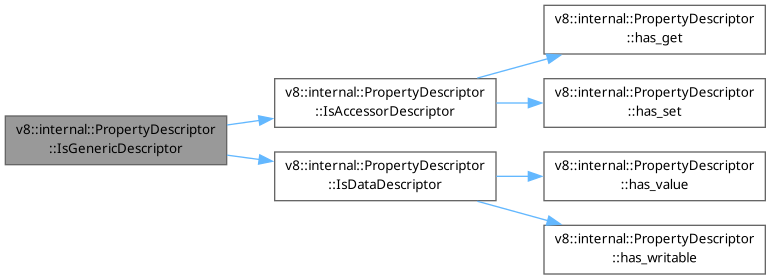 v8::internal::PropertyDescriptor
::IsGenericDescriptor
v8::internal::PropertyDescriptor
::IsAccessorDescriptor
v8::internal::PropertyDescriptor
::has_get
v8::internal::PropertyDescriptor
::has_set
v8::internal::PropertyDescriptor
::IsDataDescriptor
v8::internal::PropertyDescriptor
::has_value
v8::internal::PropertyDescriptor
::has_writable